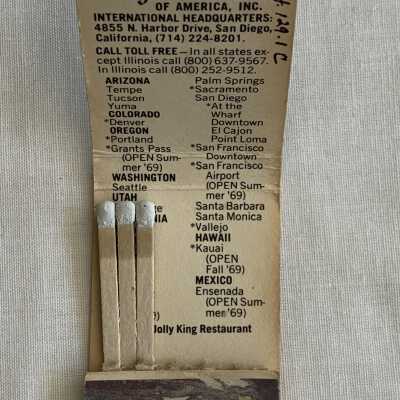 OF AMERICA, INC.
INTERNATIONAL HEADQUARTERS:
4855 N. Harbor Drive, San Diego,
California, (714) 224-8201.
CALL TOLL FREE—In all states ex-
cept Illinois call (800) 637-9567.
In Illinois call (800) 252-9512.
ARIZONA
Tempe
Tucson
Yuma
COLORADO
*Denver
OREGON
*Portland
*Grants Pass
(OPEN Sum-
mer '69)
WASHINGTON
Seattle
UTAH
Palm Springs
*Sacramento
San Diego
*At the
Wharf
Downtown
El Cajon
Point Loma
*San Francisco
Downtown
*San Francisco
Airport
(OPEN Sum-
mer '69)
Santa Barbara
Santa Monica
*Vallejo
HAWAII
*Kauai
(OPEN
Fall '69)
MEXICO
Ensenada
(OPEN Sum-
mer '69)
Jolly King Restaurant